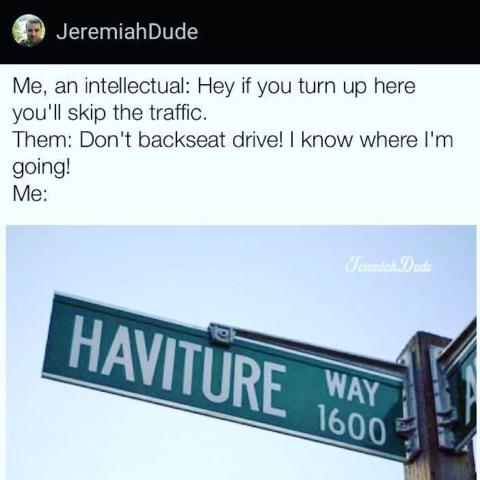 JeremiahDude
Me, an intellectual: Hey if you turn up here
you'll skip the traffic.
Them: Don't backseat drive! I know where I'm
going!
Me:
JeremiahDude
HAVITURE WAY
1600